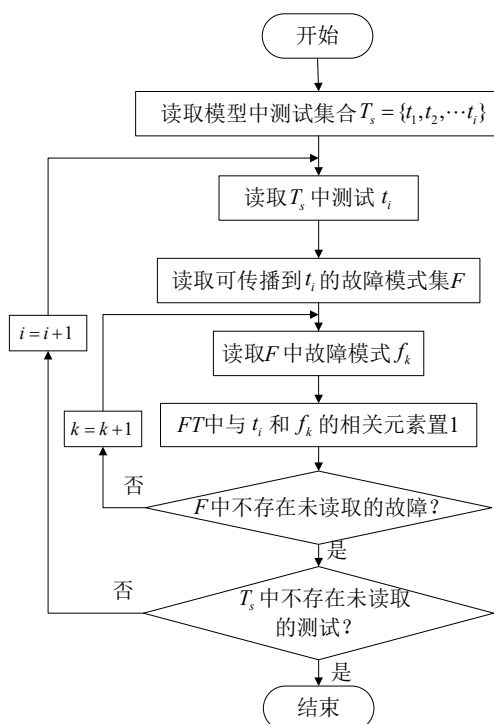 开始
读取模型中测试集合 T_s = {t_1, t_2, ⋯ t_i}
读取 T_s 中测试 t_i
读取可传播到 t_i 的故障模式集 F
i = i + 1
读取 F 中故障模式 f_k
k = k + 1
FT中与 t_i 和 f_k 的相关元素置1
否
F 中不存在未读取的故障?
是
否
T_s 中不存在未读取
的测试?
是
结束